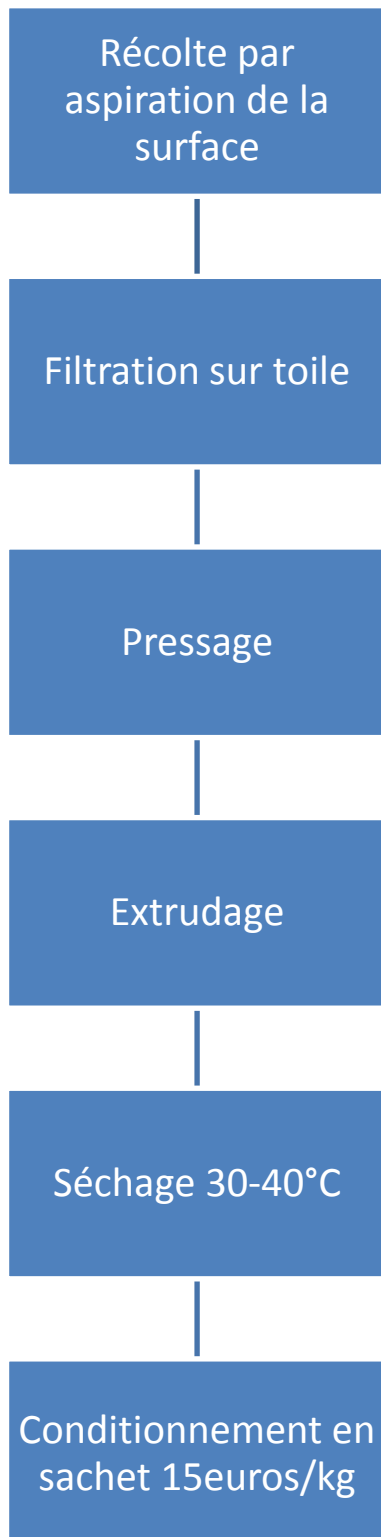 Récolte par
aspiration de la
surface
Filtration sur toile
Pressage
Extrudage
Séchage 30-40°C
Conditionnement en
sachet 15euros/kg